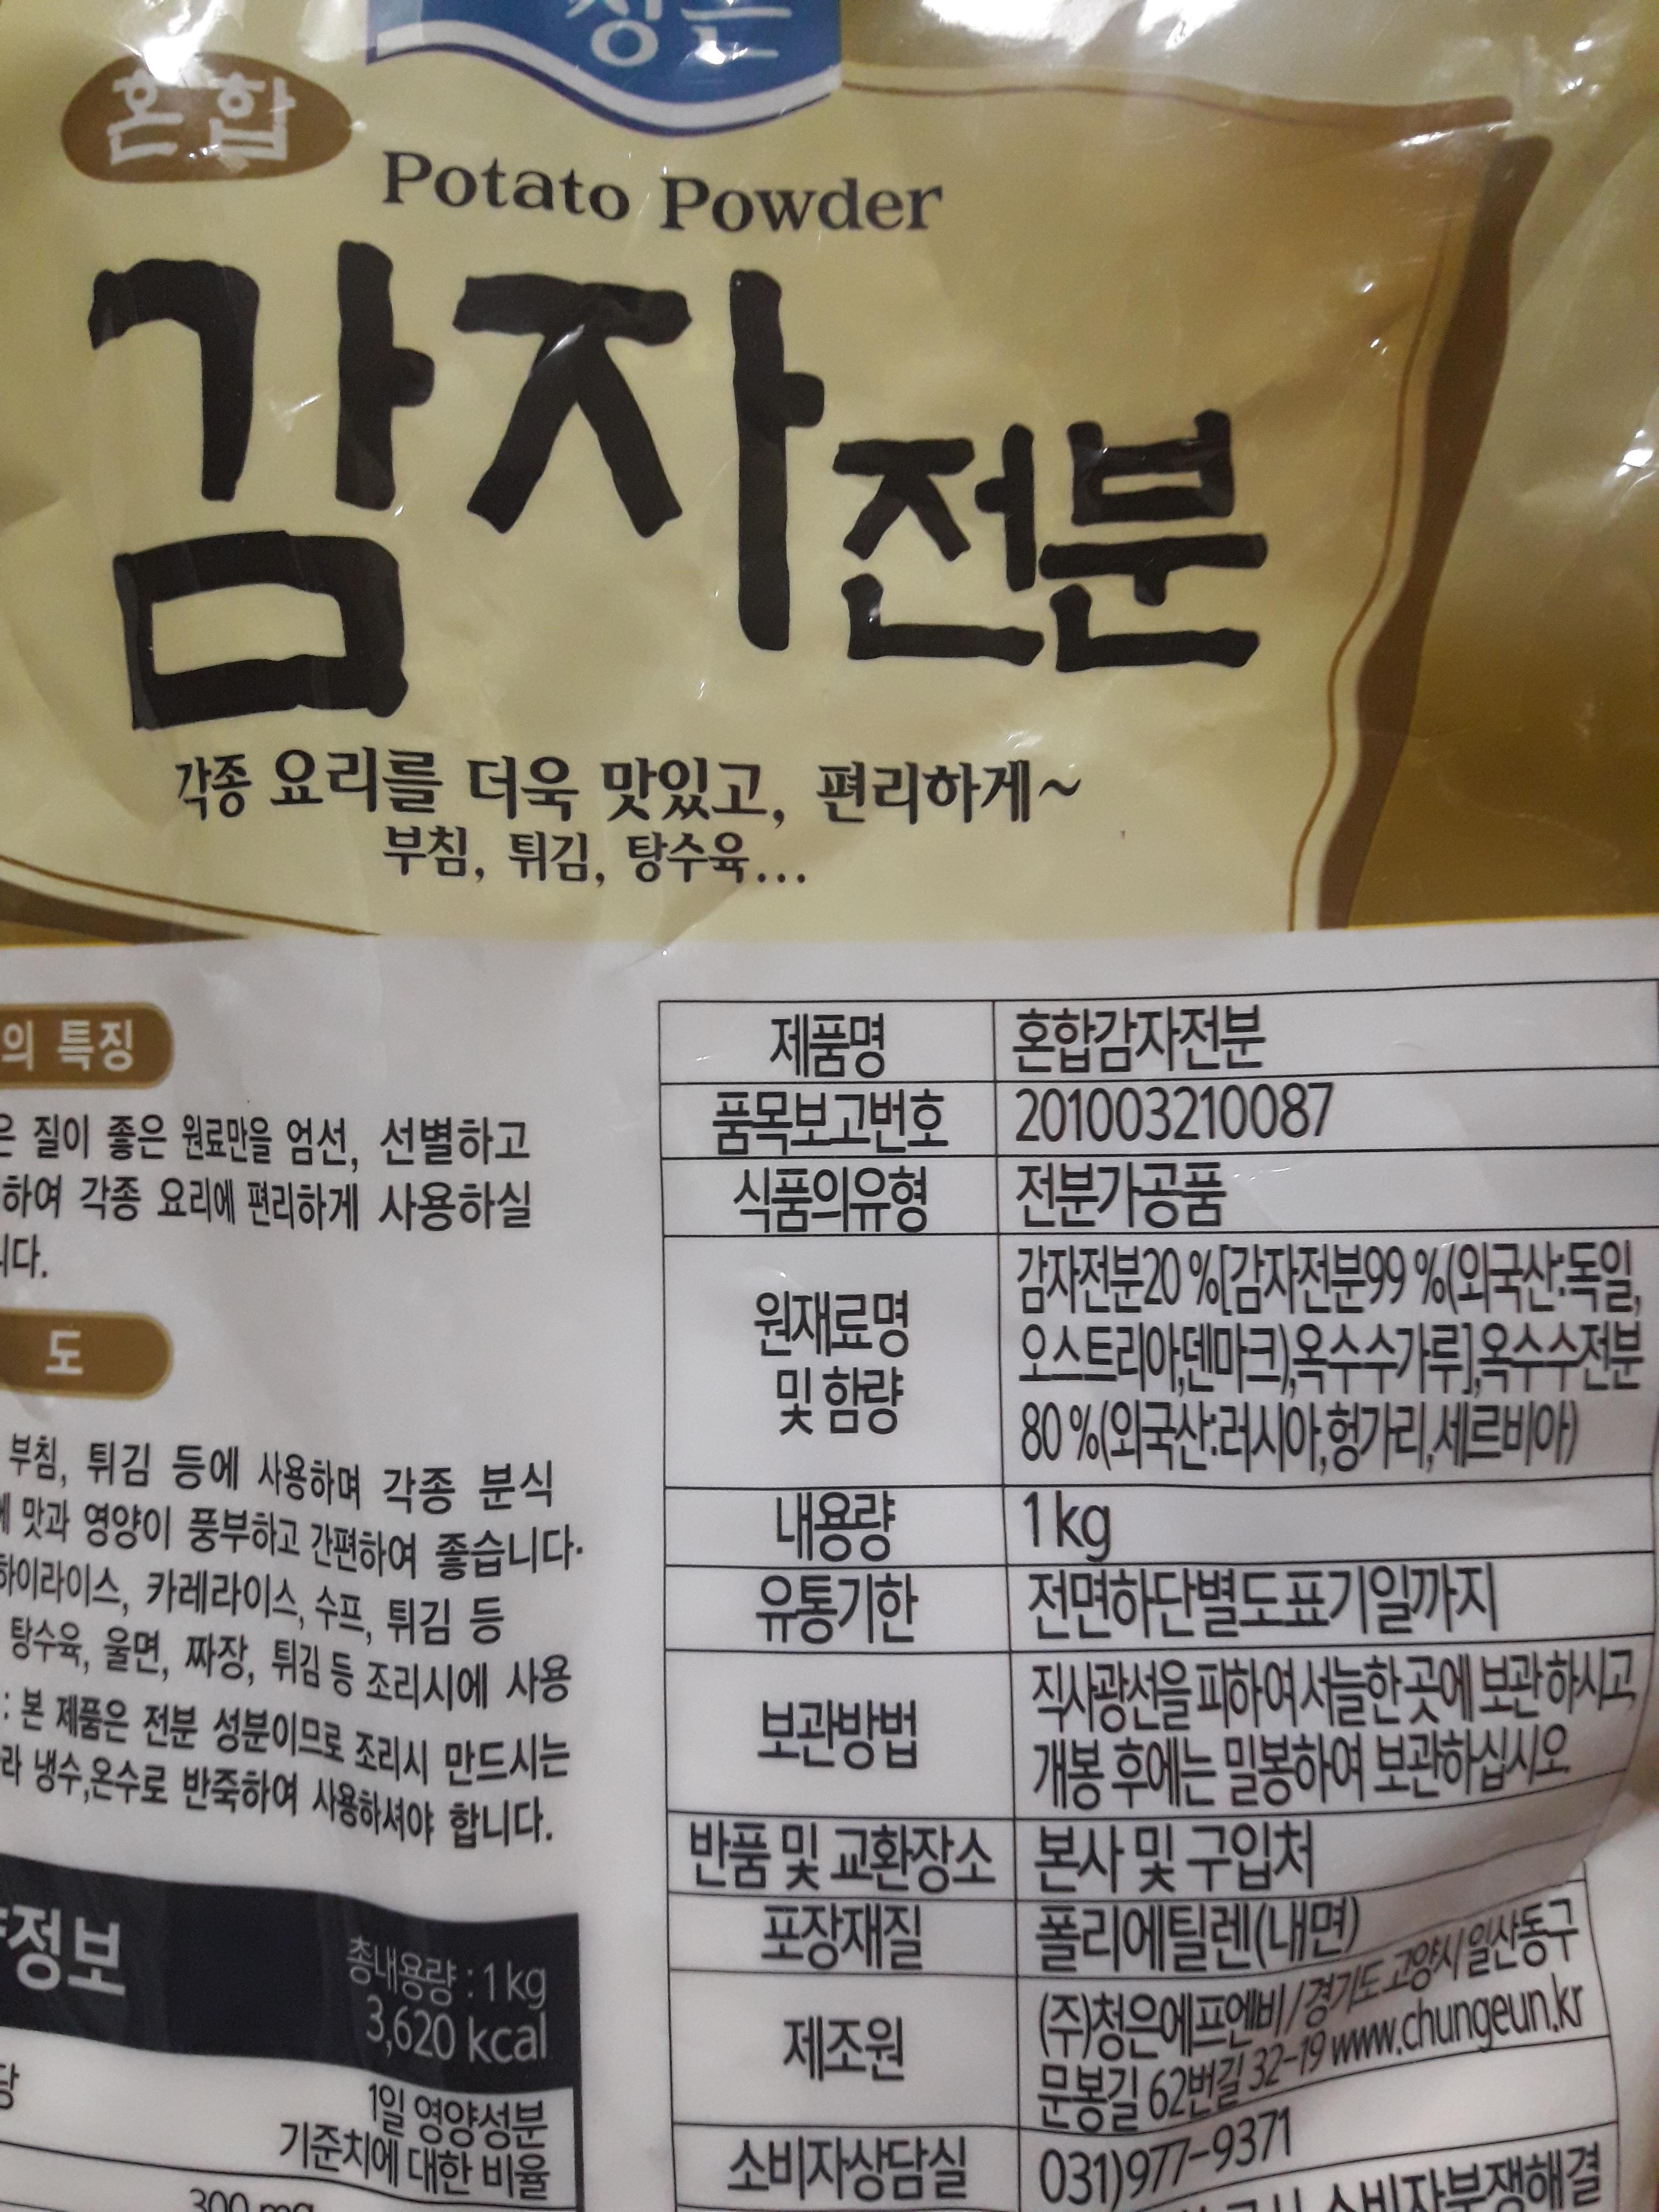 청은
혼합
Potato Powder
감자전분
각종 요리를 더욱 맛있고, 편리하게~
부침, 튀김, 탕수육...
의 특징
은 질이 좋은 원료만을 엄선, 선별하고
하여 각종 요리에 편리하게 사용하실
니다.
도
부침, 튀김 등에 사용하며 각종 분식
맛과 영양이 풍부하고 간편하여 좋습니다.
하이라이스, 카레라이스, 수프, 튀김 등
탕수육, 울면, 짜장, 튀김 등 조리시에 사용
: 본 제품은 전분 성분이므로 조리시 만드시는
라 냉수,온수로 반죽하여 사용하셔야 합니다.
정보
총내용량 : 1kg
3,620 kcal
당
1일 영양성분
기준치에 대한 비율
300 mg
제품명 혼합감자전분
품목보고번호 201003210087
식품의유형 전분가공품
원재료명 및 함량
감자전분20 %[감자전분99 %(외국산:독일,
오스트리아,덴마크),옥수수가루],옥수수전분
80 %(외국산:러시아,헝가리,세르비아)
내용량 1kg
유통기한 전면하단별도표기일까지
보관방법
직사광선을 피하여 서늘한 곳에 보관 하시고,
개봉 후에는 밀봉하여 보관하십시오.
반품 및 교환장소 본사 및 구입처
포장재질 폴리에틸렌(내면)
제조원
(주)청은에프엔비/경기도 고양시 일산동구
문봉길 62번길 32-19 www.chungeun.kr
소비자상담실 031)977-9371
소비자분쟁해결